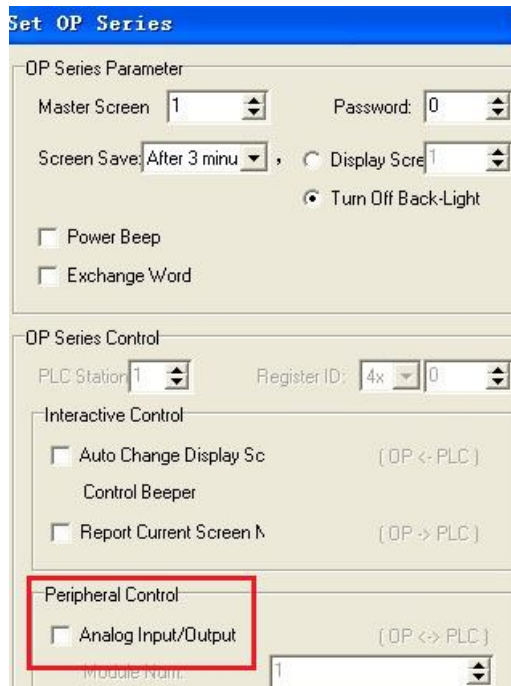 Set OP Series
OP Series Parameter
Master Screen 1 Password: 0
Screen Save: After 3 minu , Display Scre 1
Turn Off Back-Light
Power Beep
Exchange Word
OP Series Control
PLC Station 1 Register ID: 4x 0
Interactive Control
Auto Change Display Sc (OP <- PLC)
Control Beeper
Report Current Screen N (OP -> PLC)
Peripheral Control
Analog Input/Output (OP <-> PLC)
Module Num: 1